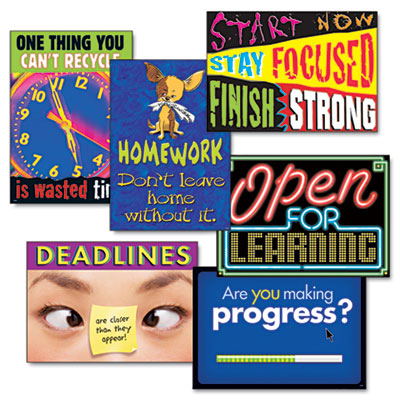 ONE THING YOU
CAN'T RECYCLE
is wasted time
HOMEWORK
Don't leave
home
without it.
START NOW
STAY FOCUSED
FINISH STRONG
Open
FOR
LEARNING
DEADLINES
are closer
than they
appear!
Are you making
progress?